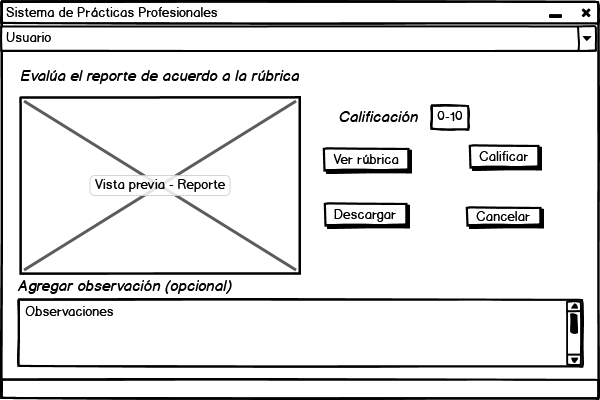 Sistema de Prácticas Profesionales
Usuario
Evalúa el reporte de acuerdo a la rúbrica
Calificación 0-10
Vista previa - Reporte
Ver rúbrica
Calificar
Descargar
Cancelar
Agregar observación (opcional)
Observaciones